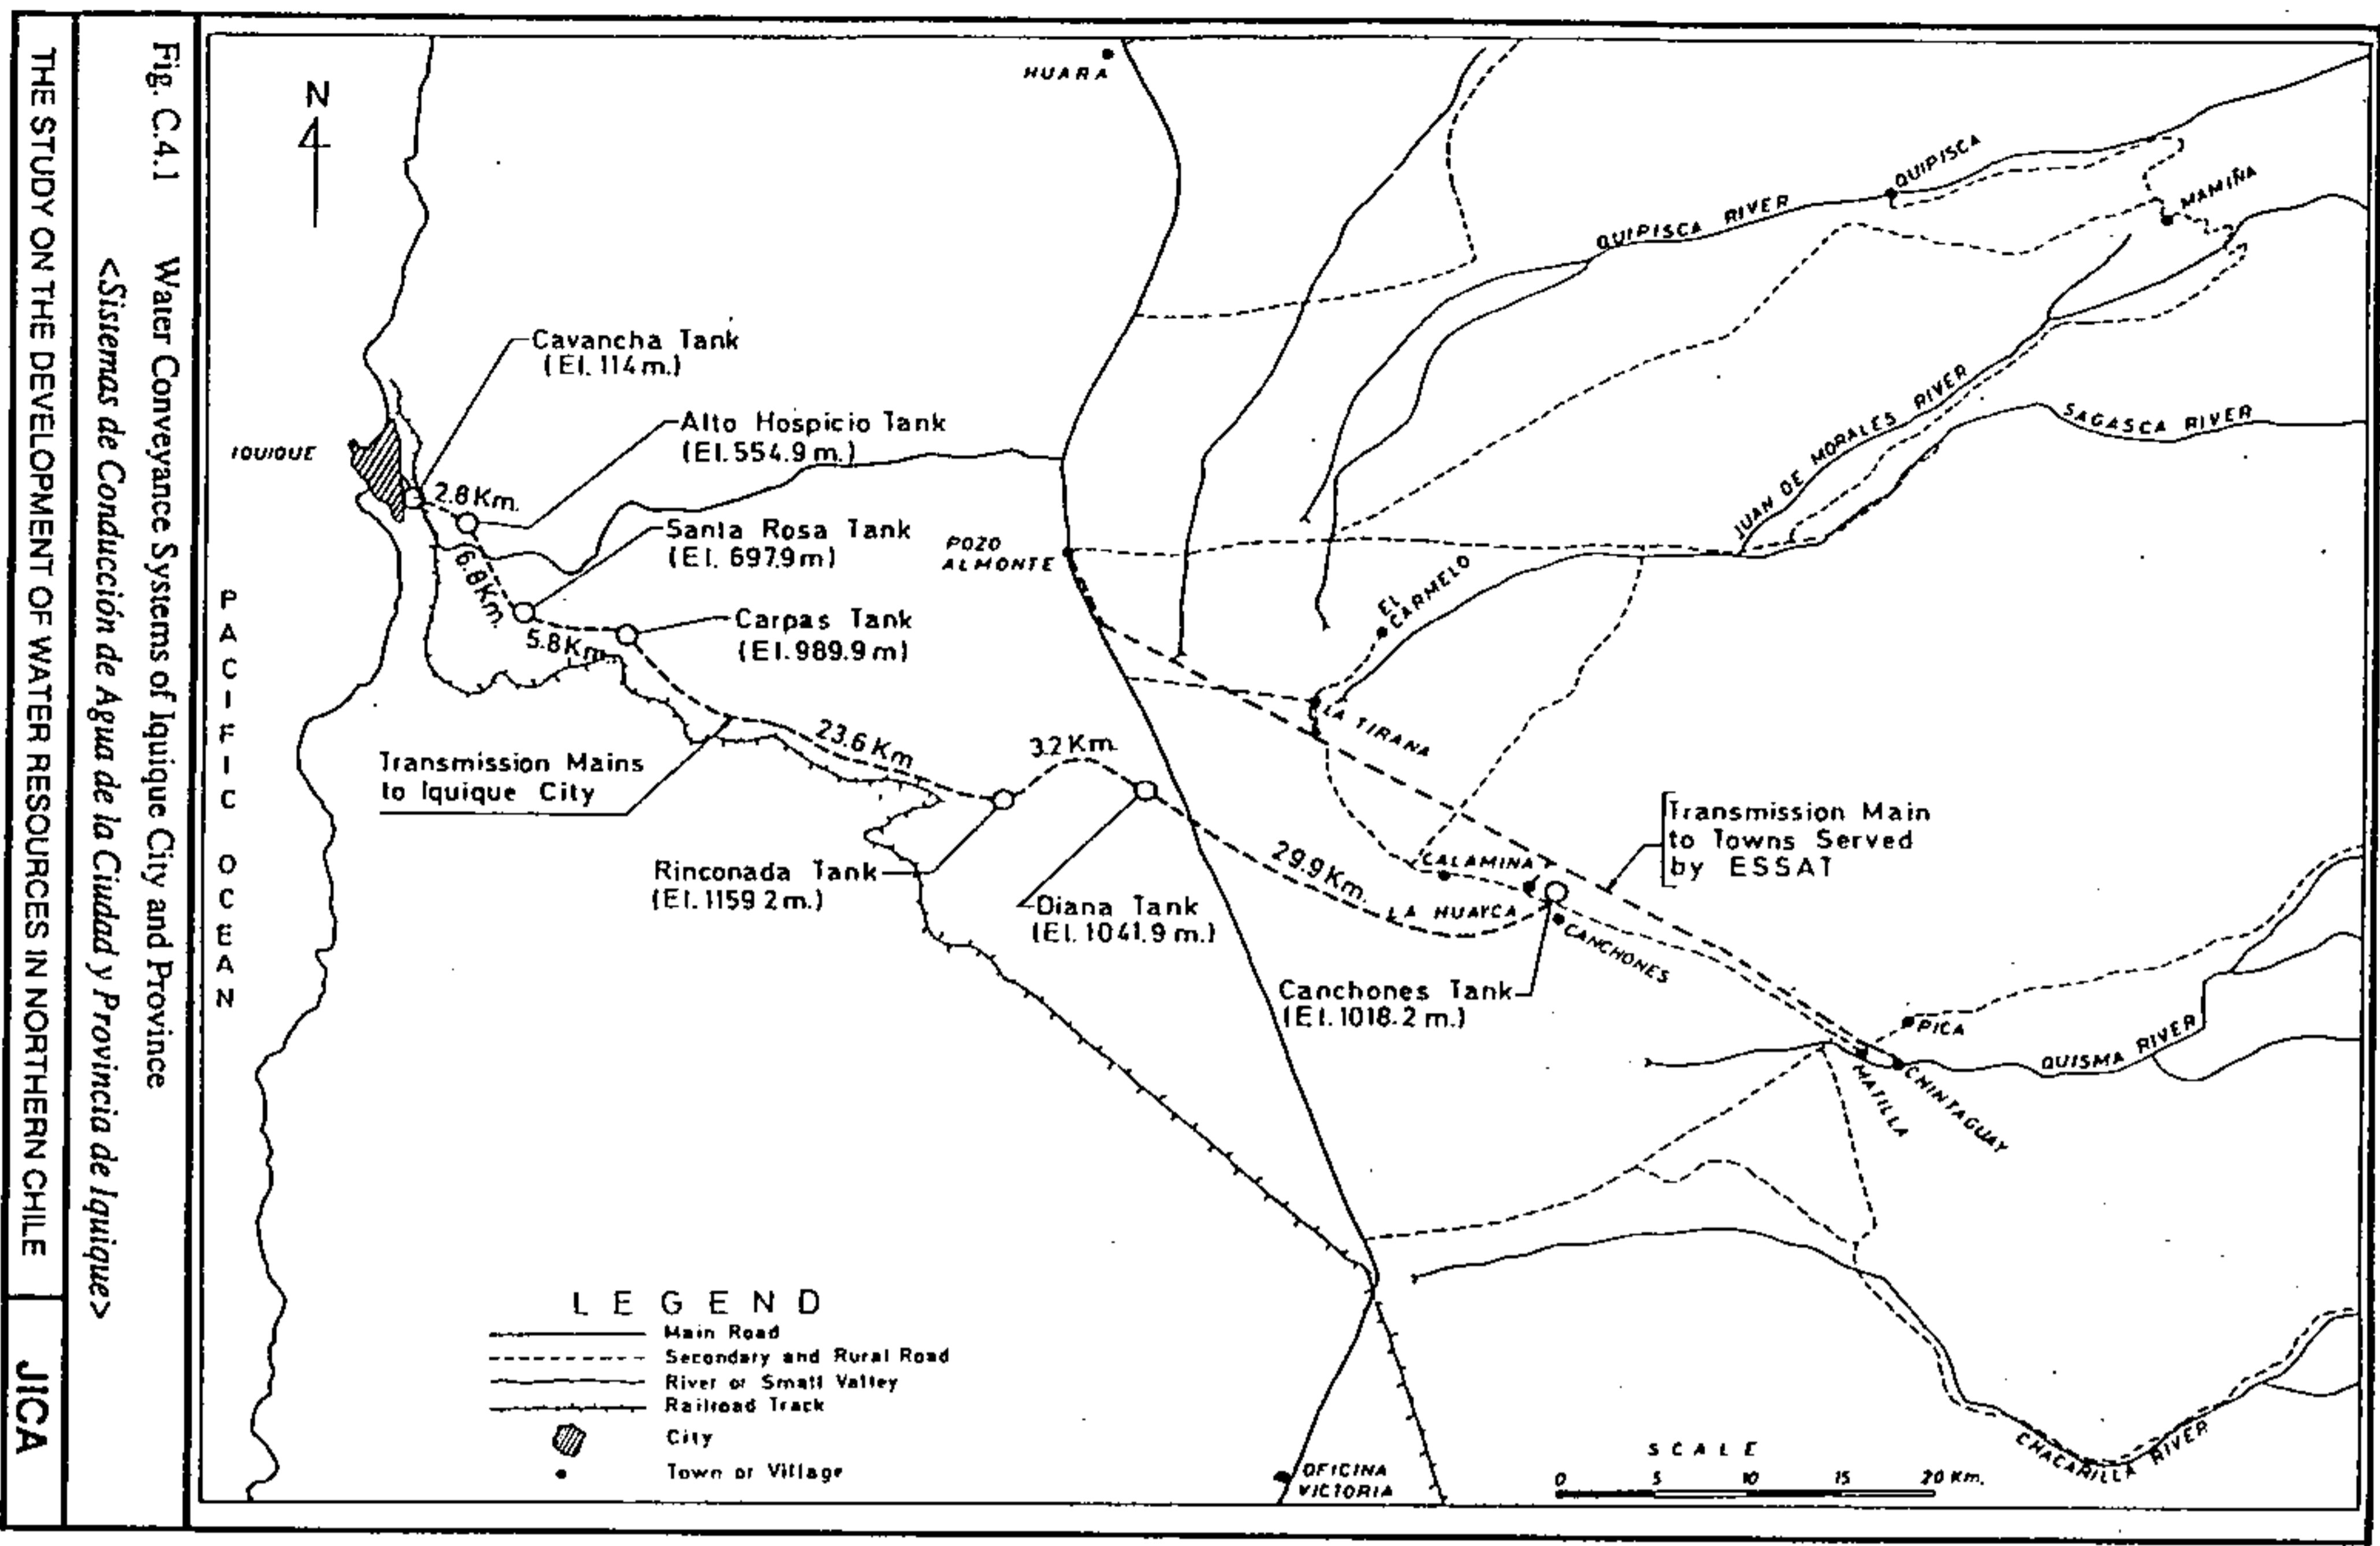 Fig. C.4.1 Water Conveyance Systems of Iquique City and Province
<Sistemas de Conducción de Agua de la Ciudad y Provincia de Iquique>
THE STUDY ON THE DEVELOPMENT OF WATER RESOURCES IN NORTHERN CHILE
JICA
N
HUARA
QUIPISCA
MAMIÑA
QUIPISCA RIVER
Cavancha Tank
(El. 114 m.)
Alto Hospicio Tank
(El. 554.9 m.)
IQUIQUE
2.8 Km.
Santa Rosa Tank
(El. 697.9 m)
6.8 Km.
POZO
ALMONTE
JUAN DE MORALES RIVER
SAGASCA RIVER
EL
CARMELO
Carpas Tank
(El. 989.9 m)
5.8 Km.
PACIFIC OCEAN
LA TIRANA
23.6 Km
3.2 Km.
Transmission Mains
to Iquique City
Transmission Main
to Towns Served
by ESSAT
Rinconada Tank
(El. 1159.2 m.)
29.9 Km.
CALAMINA
LA HUAYCA
Diana Tank
(El. 1041.9 m.)
CANCHONES
Canchones Tank
(El. 1018.2 m.)
PICA
QUISMA RIVER
MATILLA
CHINTAGUAY
LEGEND
Main Road
Secondary and Rural Road
River or Small Valley
Railroad Track
City
Town or Village
OFICINA
VICTORIA
SCALE
0 5 10 15 20 Km.
CHACARILLA RIVER